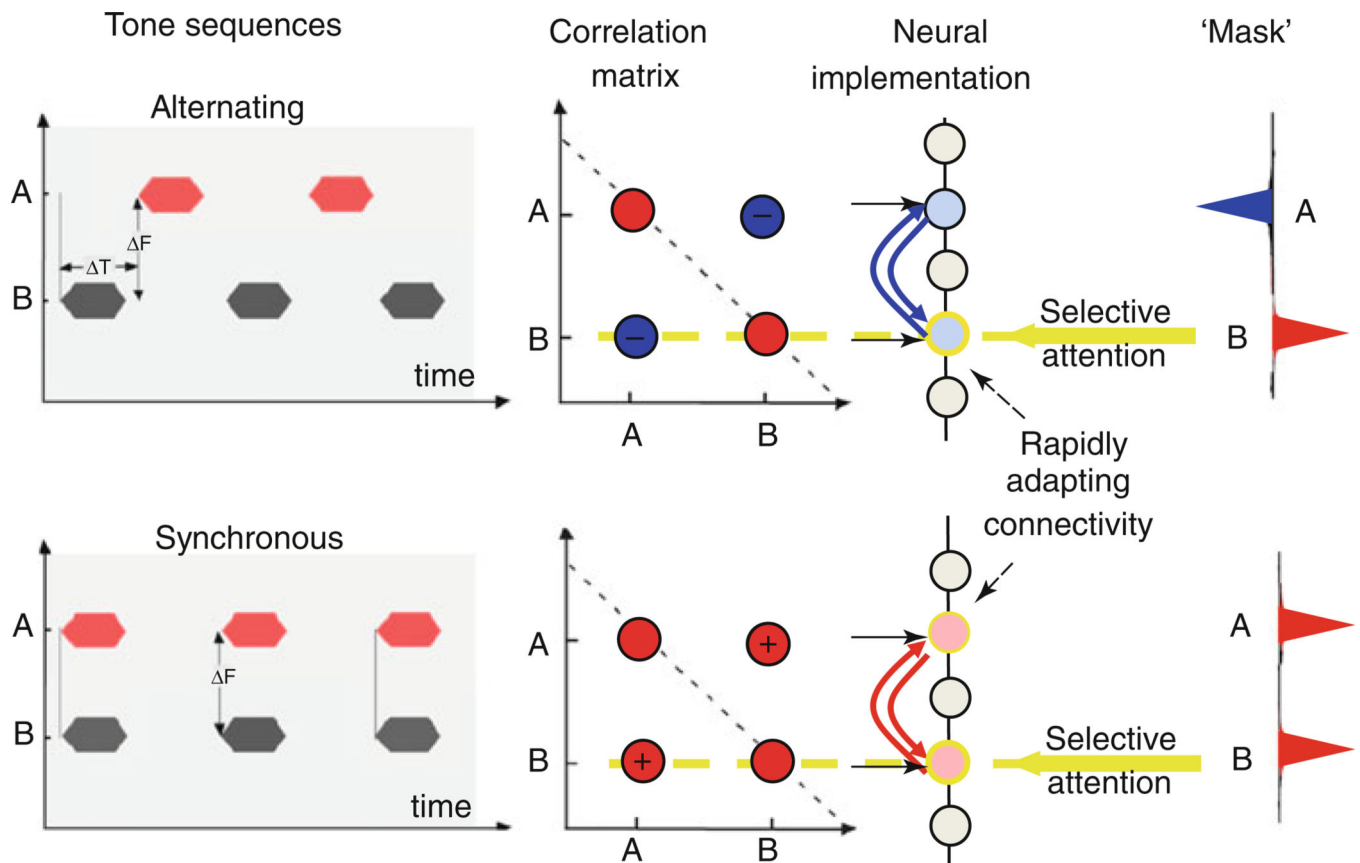 Tone sequences
Correlation
matrix
Neural
implementation
'Mask'
Alternating
A
ΔF
ΔT
B
time
A
−
B
−
A
B
Selective
attention
A
B
Rapidly
adapting
connectivity
Synchronous
A
ΔF
B
time
A
+
B
+
A
B
Selective
attention
A
B